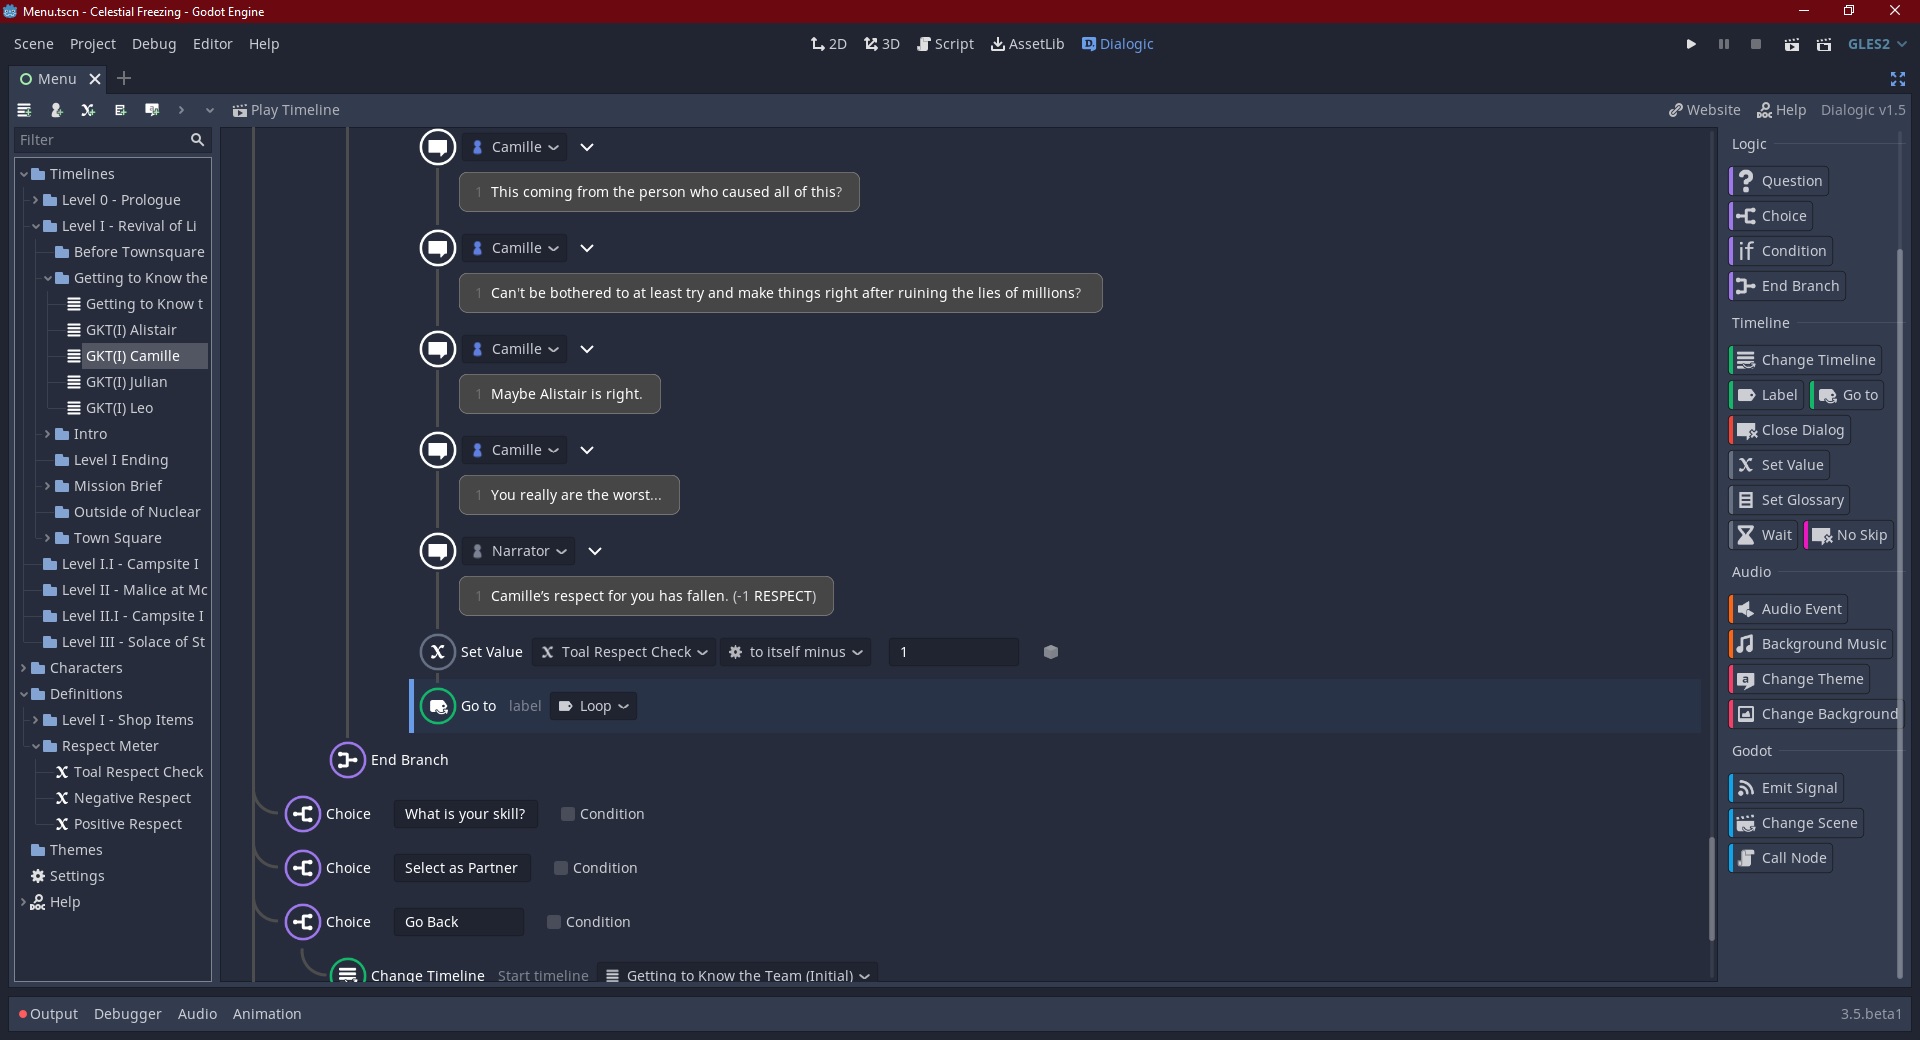 Menu.tscn - Celestial Freezing - Godot Engine
Scene Project Debug Editor Help
2D 3D Script AssetLib Dialogic
GLES2
Menu
Play Timeline
Website Help Dialogic v1.5
Filter
Timelines
Level 0 - Prologue
Level I - Revival of Li
Before Townsquare
Getting to Know the
Getting to Know t
GKT(I) Alistair
GKT(I) Camille
GKT(I) Julian
GKT(I) Leo
Intro
Level I Ending
Mission Brief
Outside of Nuclear
Town Square
Level I.I - Campsite I
Level II - Malice at Mc
Level II.I - Campsite I
Level III - Solace of St
Characters
Definitions
Level I - Shop Items
Respect Meter
Toal Respect Check
Negative Respect
Positive Respect
Themes
Settings
Help
Camille
1 This coming from the person who caused all of this?
Camille
1 Can't be bothered to at least try and make things right after ruining the lies of millions?
Camille
1 Maybe Alistair is right.
Camille
1 You really are the worst...
Narrator
1 Camille’s respect for you has fallen. (-1 RESPECT)
Set Value Toal Respect Check to itself minus 1
Go to label Loop
End Branch
Choice What is your skill? Condition
Choice Select as Partner Condition
Choice Go Back Condition
Change Timeline Start timeline Getting to Know the Team (Initial)
Logic
Question
Choice
if Condition
End Branch
Timeline
Change Timeline
Label Go to
Close Dialog
Set Value
Set Glossary
Wait No Skip
Audio
Audio Event
Background Music
Change Theme
Change Background
Godot
Emit Signal
Change Scene
Call Node
Output Debugger Audio Animation
3.5.beta1